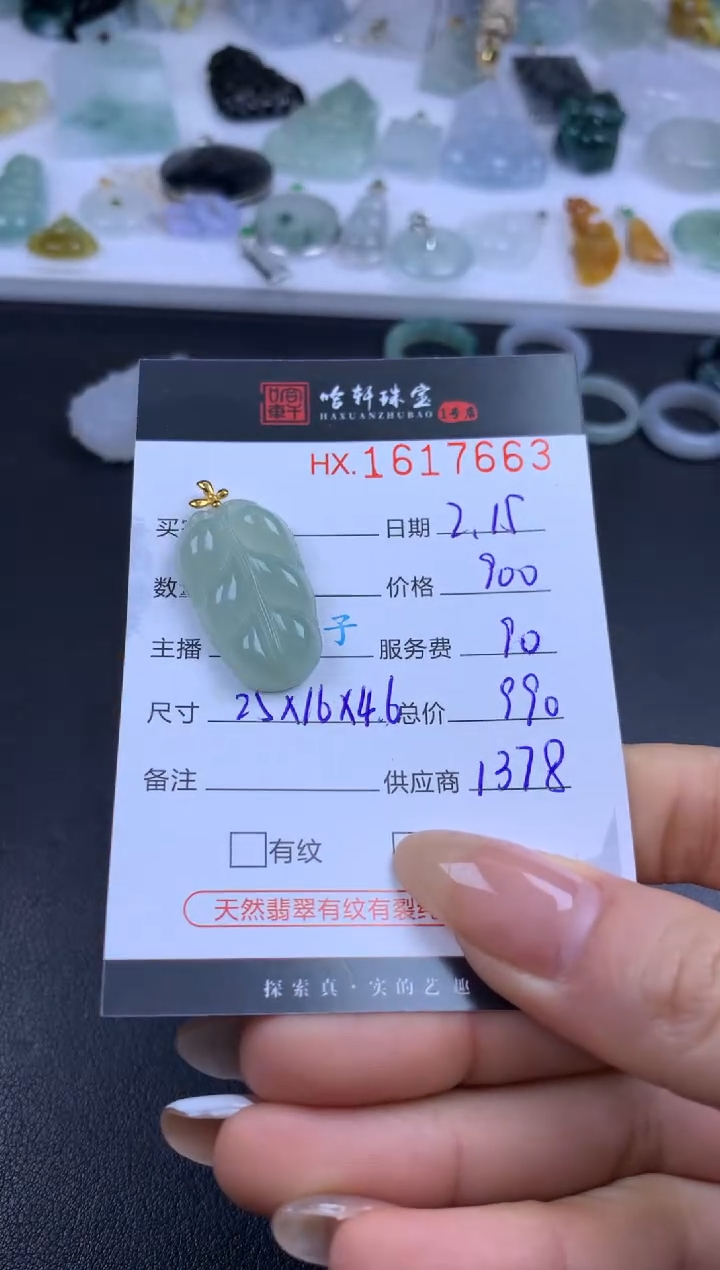 哈轩珠宝
HAXUANZHUBAO 1号店
HX.1617663
买 日期 2.15
数 价格 900
主播 子 服务费 90
尺寸 25X16X4.6 总价 990
备注 供应商 1378
有纹
天然翡翠有纹有裂
探索真·实的艺趣